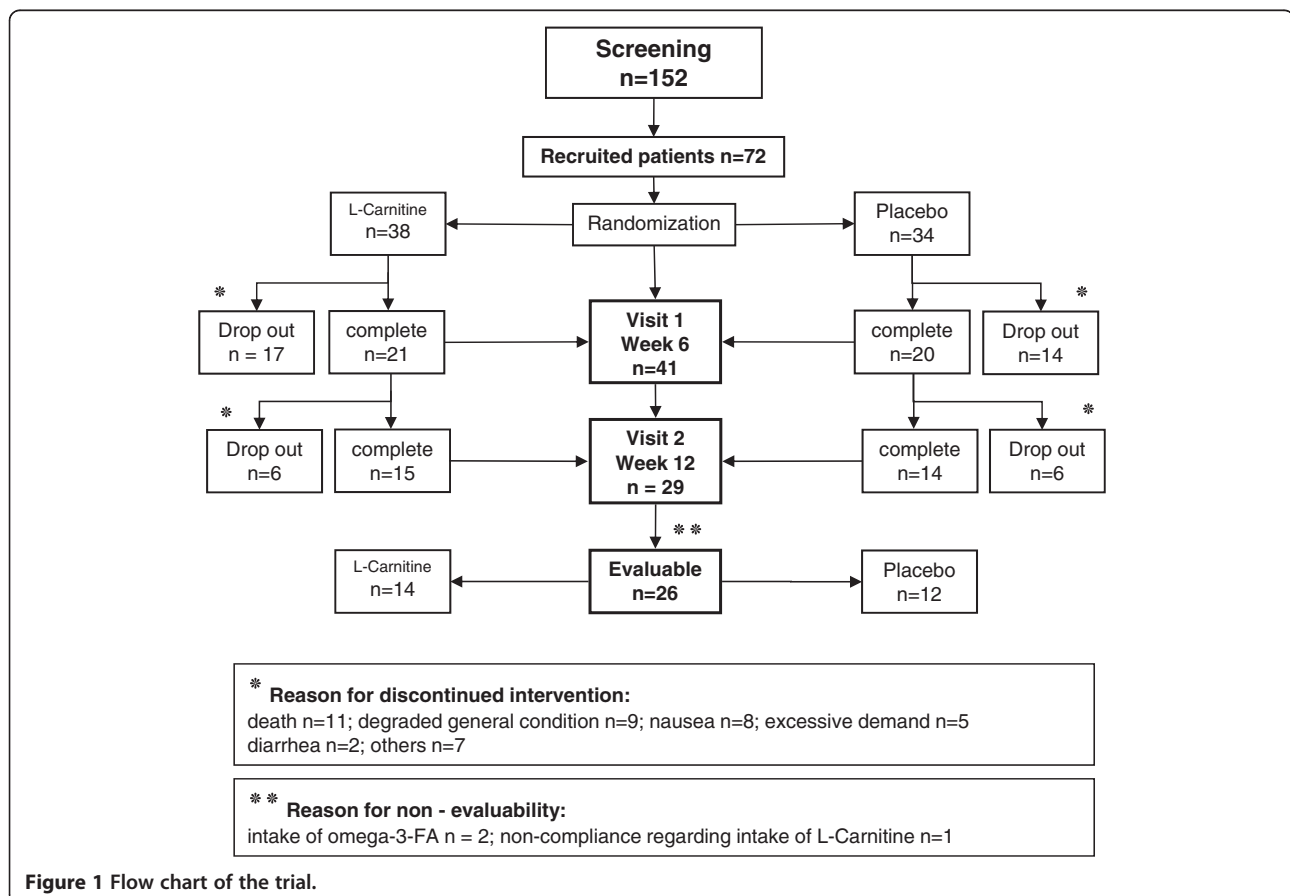 Screening
n=152
Recruited patients n=72
L-Carnitine
n=38
Randomization
Placebo
n=34
*
Drop out
n = 17
complete
n=21
Visit 1
Week 6
n=41
complete
n=20
*
Drop out
n=14
*
Drop out
n=6
complete
n=15
Visit 2
Week 12
n = 29
complete
n=14
*
Drop out
n=6
* *
L-Carnitine
n=14
Evaluable
n=26
Placebo
n=12
* Reason for discontinued intervention:
death n=11; degraded general condition n=9; nausea n=8; excessive demand n=5
diarrhea n=2; others n=7
* * Reason for non - evaluability:
intake of omega-3-FA n = 2; non-compliance regarding intake of L-Carnitine n=1
Figure 1 Flow chart of the trial.